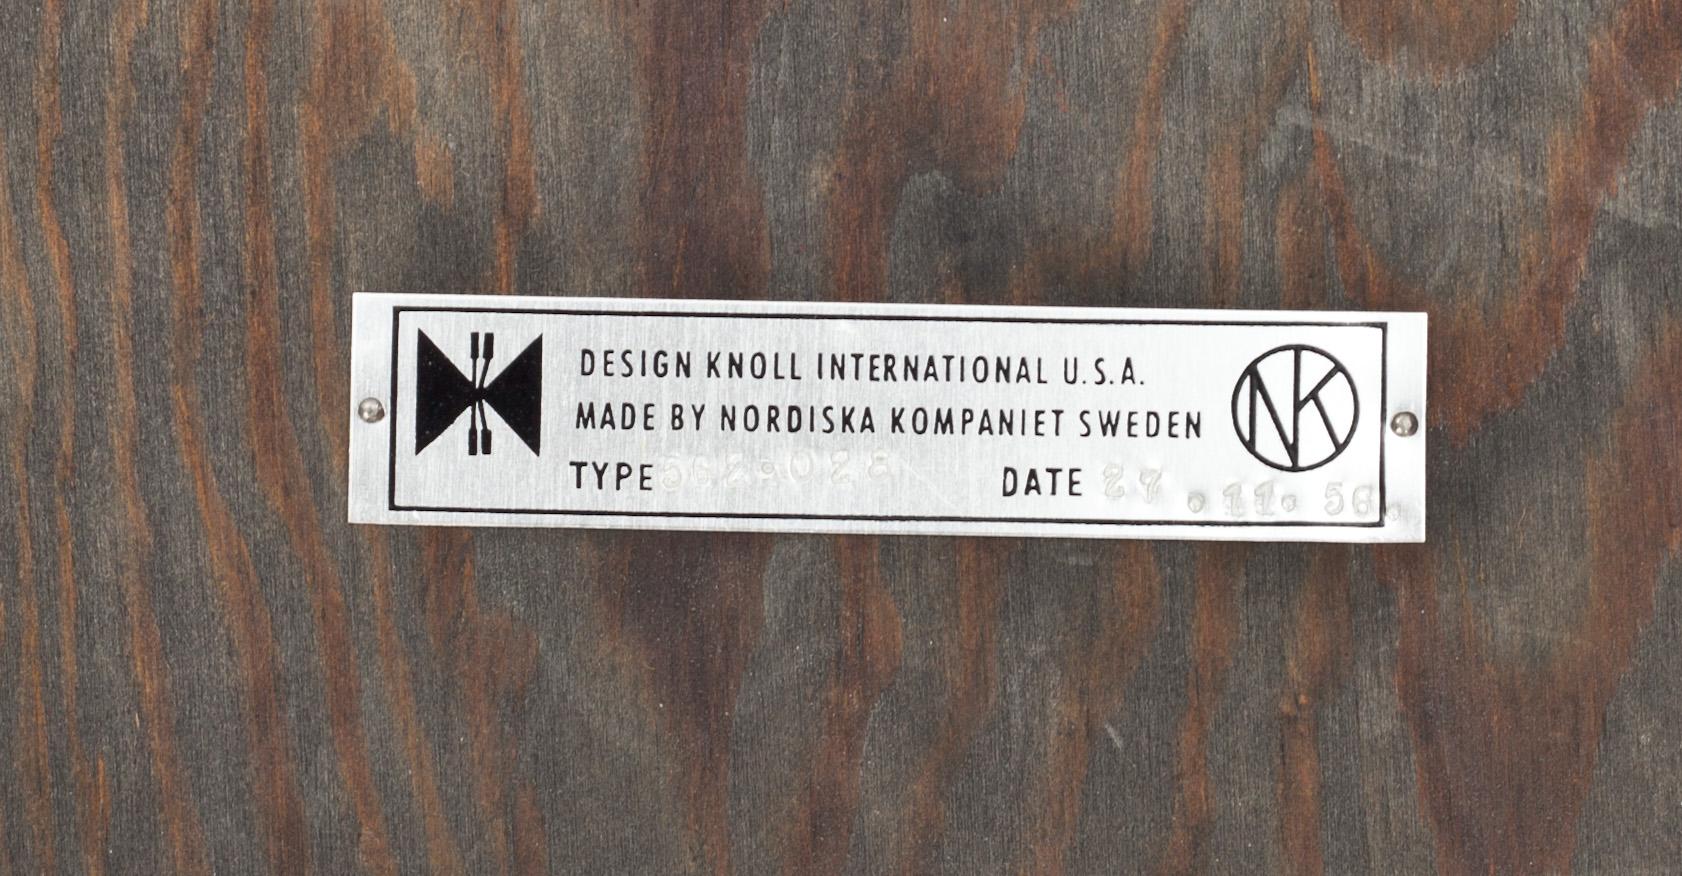 DESIGN KNOLL INTERNATIONAL U.S.A.
MADE BY NORDISKA KOMPANIET SWEDEN
TYPE DATE 27.11.56.
NK